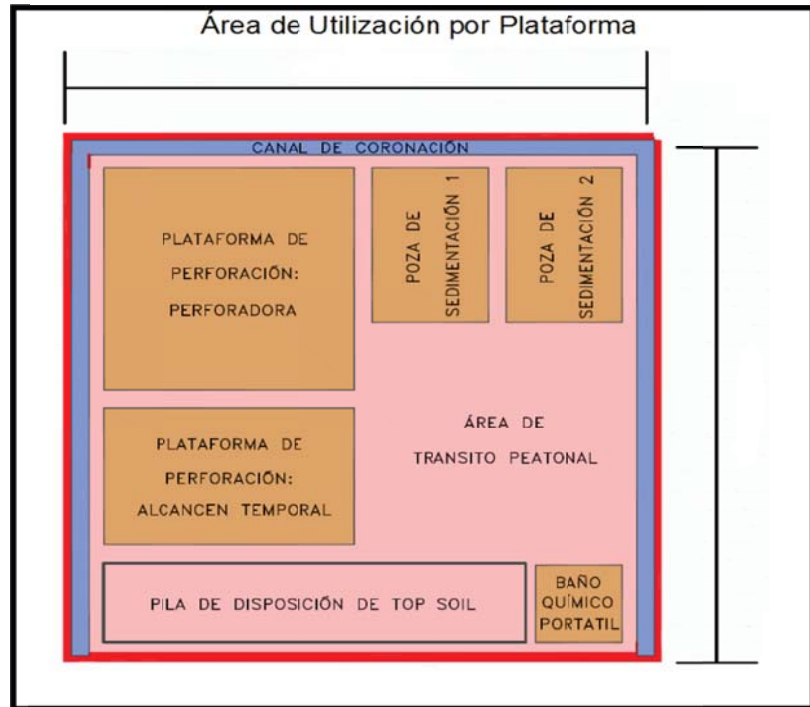 Área de Utilización por Plataforma
CANAL DE CORONACIÓN
PLATAFORMA DE
PERFORACIÓN:
PERFORADORA
POZA DE
SEDIMENTACIÓN 1
POZA DE
SEDIMENTACIÓN 2
PLATAFORMA DE
PERFORACIÓN:
ALCANCEN TEMPORAL
ÁREA DE
TRANSITO PEATONAL
PILA DE DISPOSICIÓN DE TOP SOIL
BAÑO
QUÍMICO
PORTATIL